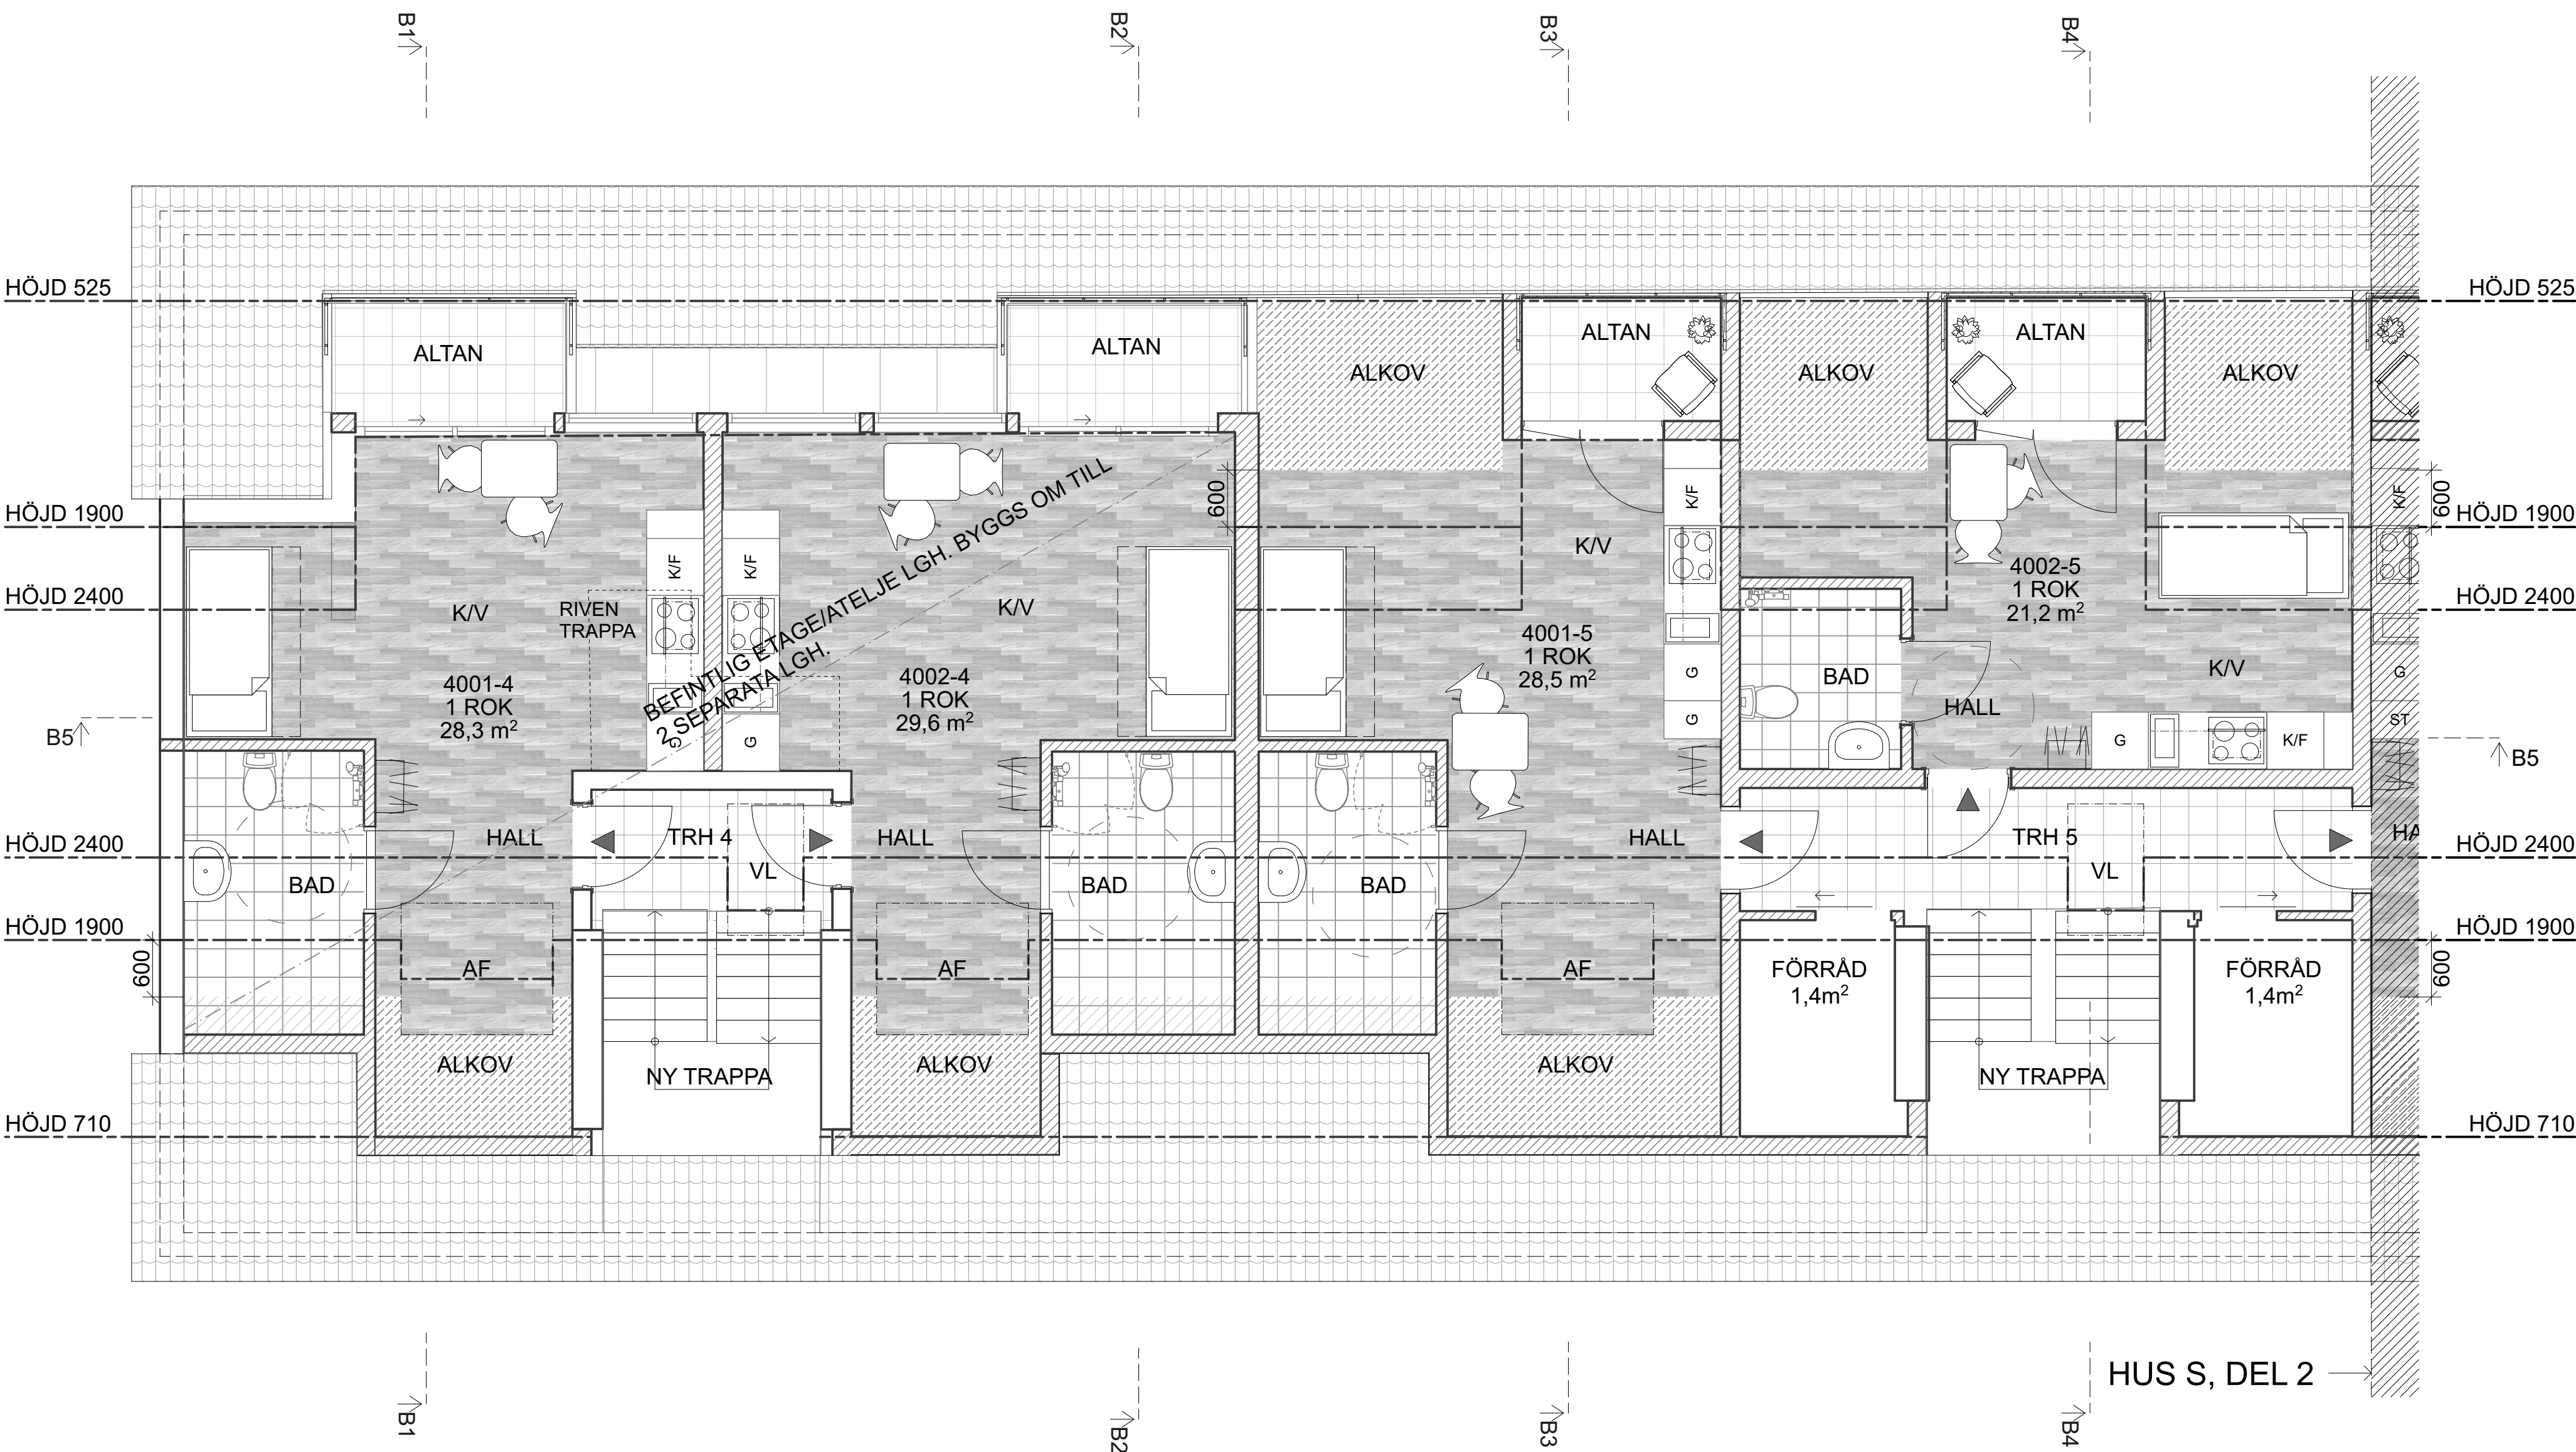 B1
B2
B3
B4
HÖJD 525
HÖJD 525
ALTAN
ALTAN
ALKOV
ALTAN
ALKOV
ALTAN
ALKOV
HÖJD 1900
HÖJD 1900
600
600
K/F
K/F
K/F
K/F
HÖJD 2400
HÖJD 2400
K/V
RIVEN
TRAPPA
K/V
K/V
K/V
BEFINTLIG ETAGE/ATELJE LGH. BYGGS OM TILL
2 SEPARATA LGH.
4001-4
1 ROK
28,3 m²
4002-4
1 ROK
29,6 m²
4001-5
1 ROK
28,5 m²
4002-5
1 ROK
21,2 m²
BAD
HALL
G
G
G
G
G
G
ST
K/F
B5
B5
HÖJD 2400
HÖJD 2400
HALL
TRH 4
HALL
HALL
TRH 5
HA
BAD
VL
BAD
BAD
VL
HÖJD 1900
HÖJD 1900
600
600
AF
AF
AF
FÖRRÅD
1,4m²
FÖRRÅD
1,4m²
ALKOV
NY TRAPPA
ALKOV
ALKOV
NY TRAPPA
HÖJD 710
HÖJD 710
HUS S, DEL 2
B1
B2
B3
B4